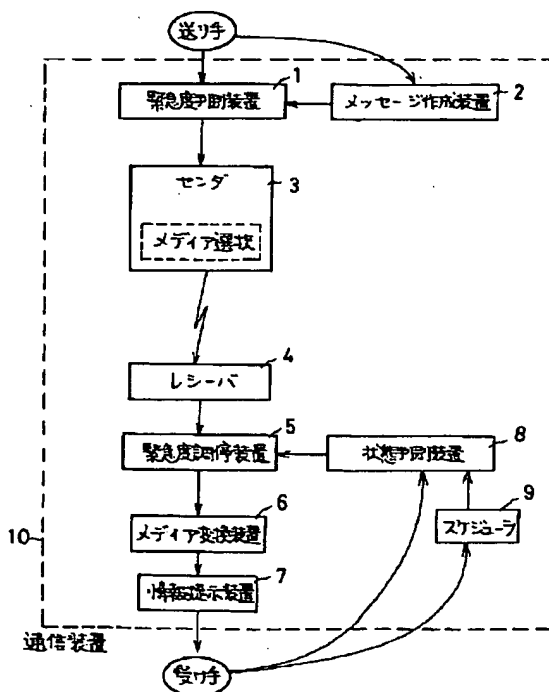 送り手
1
緊急度予測装置
メッセージ作成装置
2
センダ
3
メディア選択
4
レシーバ
5
緊急度調停装置
状態予測装置
8
9
スケジューラ
6
メディア変換装置
10
7
情報提示装置
通信装置
受け手